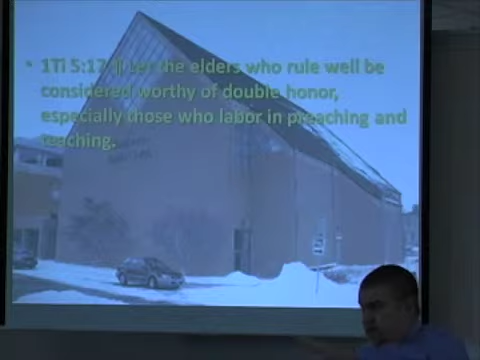 • 1Ti 5:17 || Let the elders who rule well be
considered worthy of double honor,
especially those who labor in preaching and
teaching.